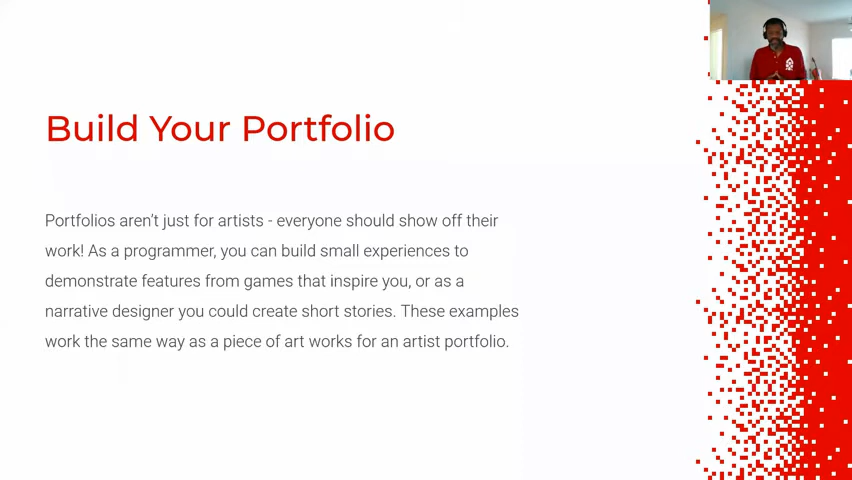 Build Your Portfolio
Portfolios aren't just for artists - everyone should show off their
work! As a programmer, you can build small experiences to
demonstrate features from games that inspire you, or as a
narrative designer you could create short stories. These examples
work the same way as a piece of art works for an artist portfolio.